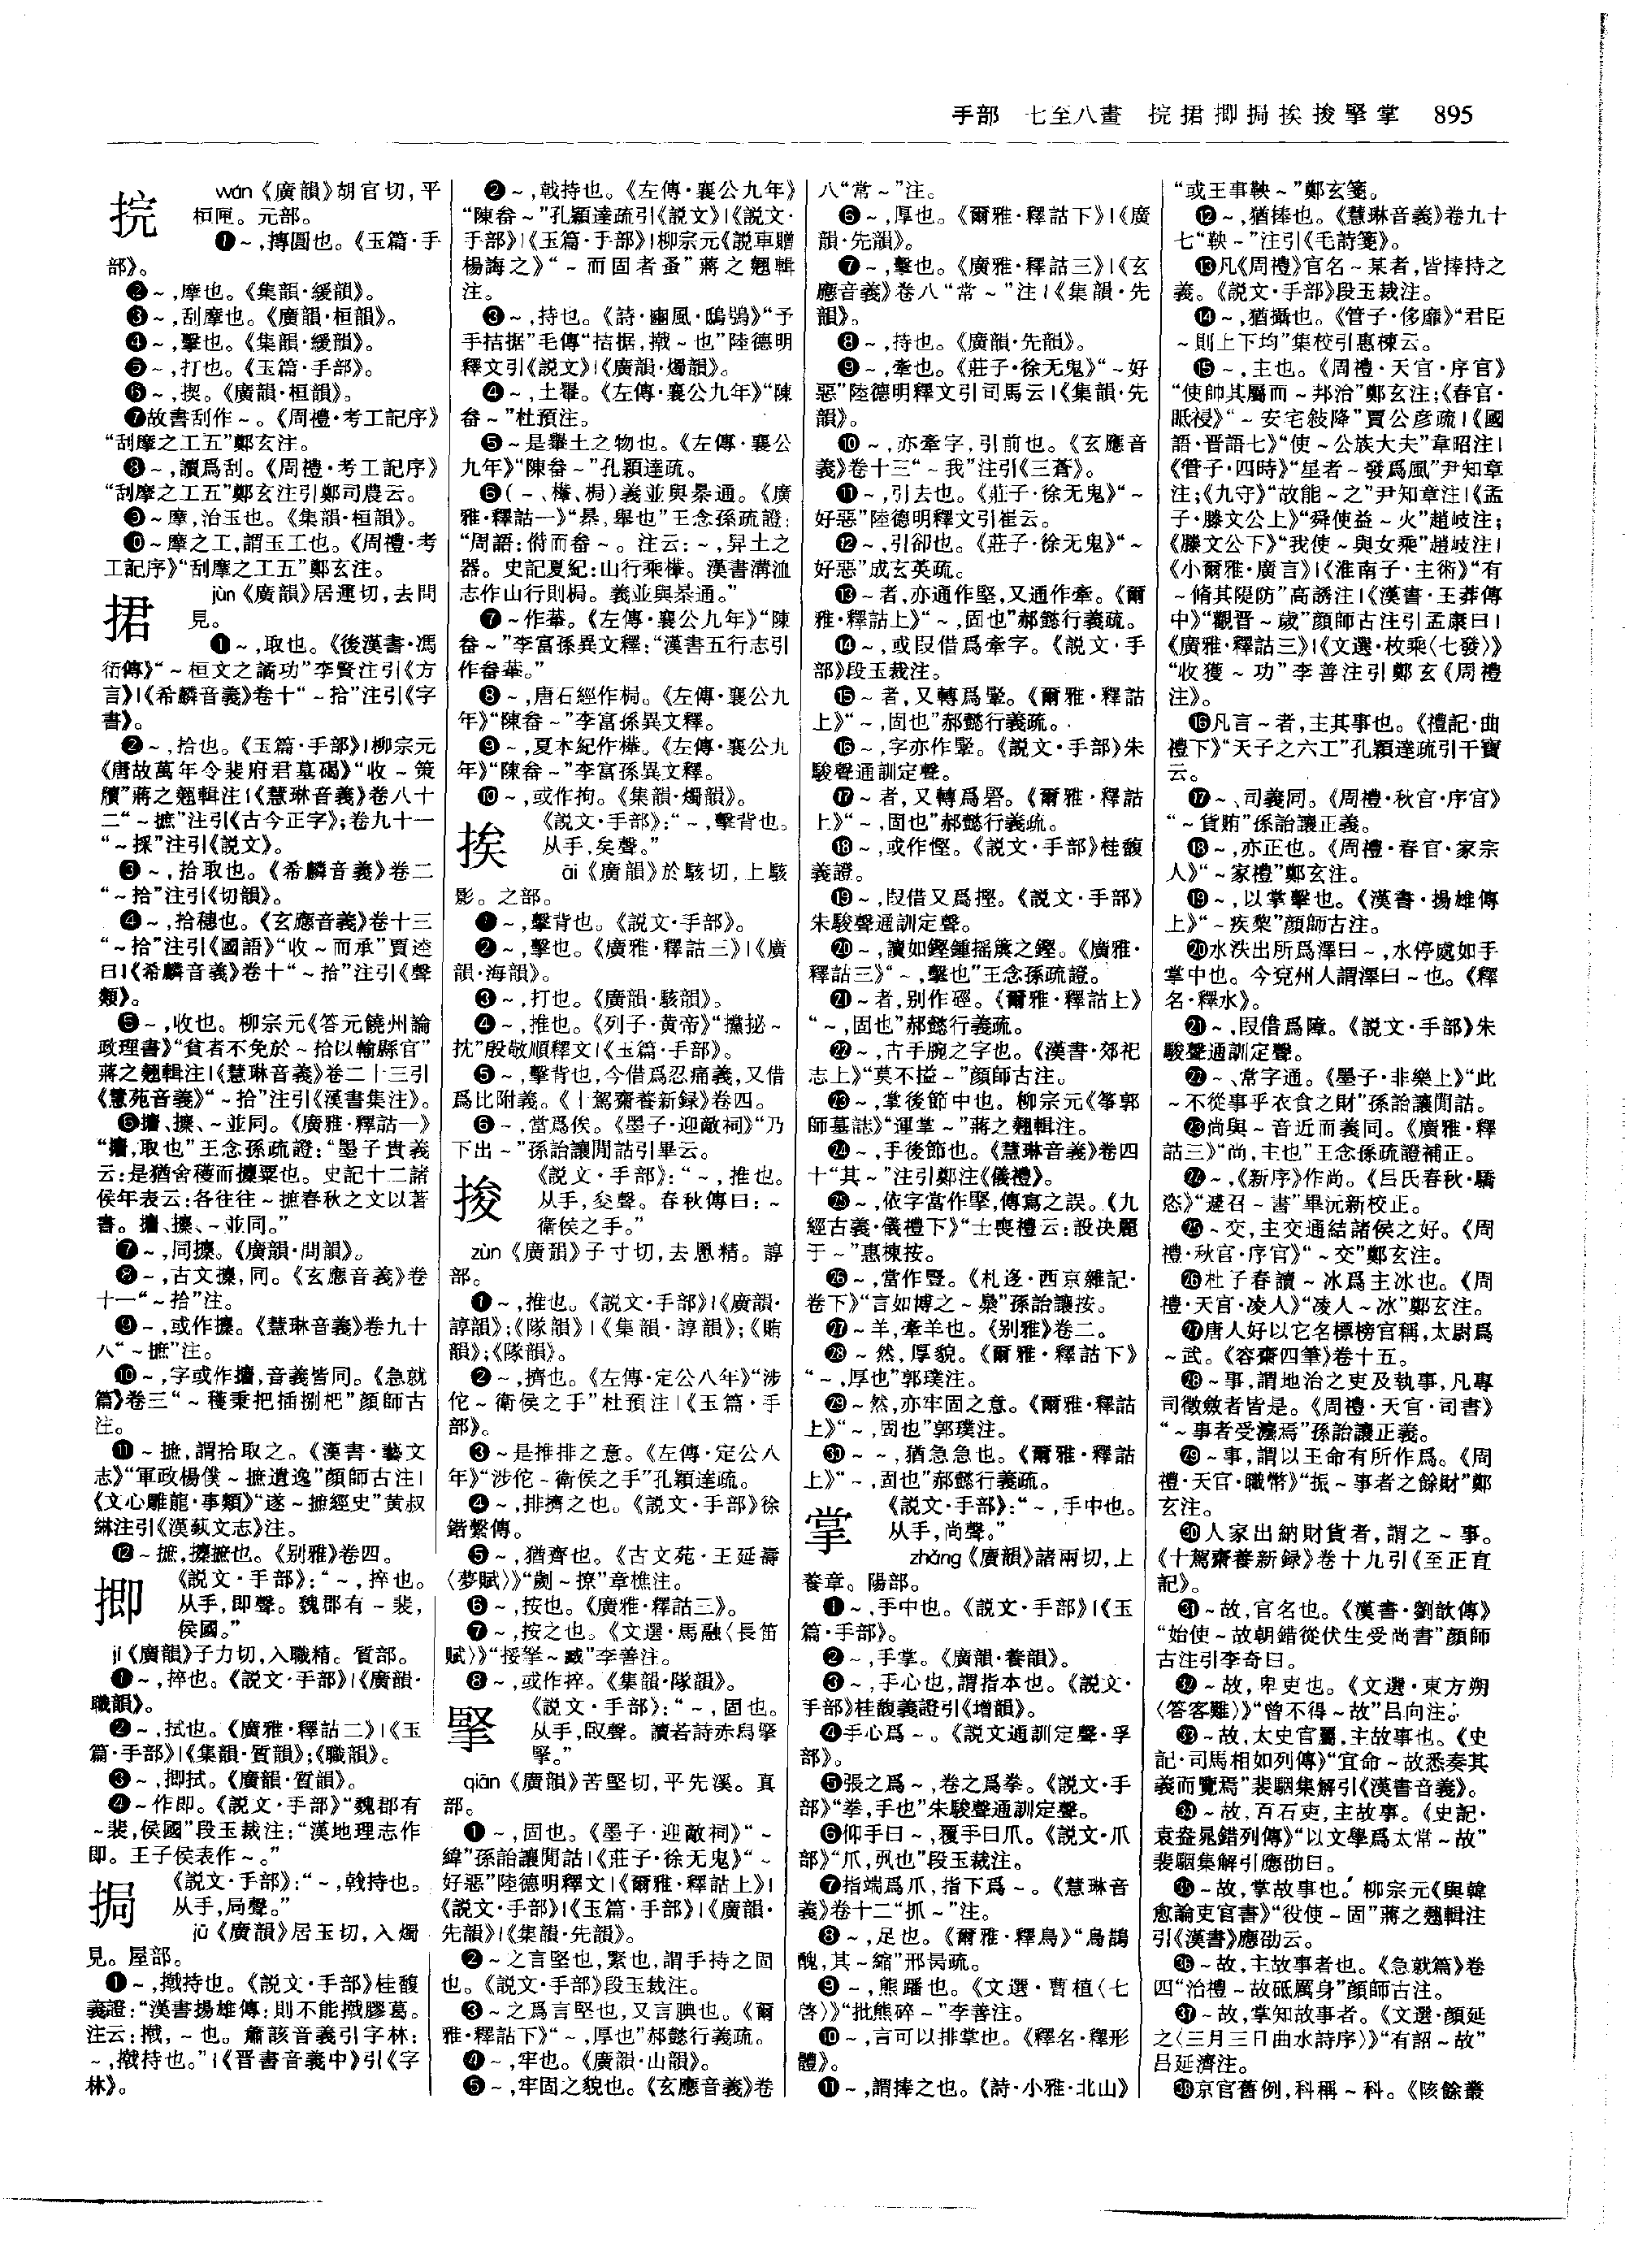 手部　七至八畫　捖捃揤挶挨捘掔掌　895
捖
wán《廣韻》胡官切，平
桓匣。元部。
❶～，摶圓也。《玉篇·手
部》。
❷～，摩也。《集韻·緩韻》。
❸～，刮摩也。《廣韻·桓韻》。
❹～，擊也。《集韻·緩韻》。
❺～，打也。《玉篇·手部》。
❻～，揳。《廣韻·桓韻》。
❼故書刮作～。《周禮·考工記序》
“刮摩之工五”鄭玄注。
❽～，讀爲刮。《周禮·考工記序》
“刮摩之工五”鄭玄注引鄭司農云。
❾～摩，治玉也。《集韻·桓韻》。
❿～摩之工，謂玉工也。《周禮·考
工記序》“刮摩之工五”鄭玄注。
捃
jùn《廣韻》居運切，去問
見。
❶～，取也。《後漢書·馮
衍傳》“～桓文之譎功”李賢注引《方
言》|《希麟音義》卷十“～拾”注引《字
書》。
❷～，拾也。《玉篇·手部》|柳宗元
《唐故萬年令裴府君墓碣》“收～策
牘”蔣之翹輯注|《慧琳音義》卷八十
二“～摭”注引《古今正字》；卷九十一
“～採”注引《説文》。
❸～，拾取也。《希麟音義》卷二
“～拾”注引《切韻》。
❹～，拾穗也。《玄應音義》卷十三
“～拾”注引《國語》“收～而承”賈逵
曰|《希麟音義》卷十“～拾”注引《聲
類》。
❺～，收也。柳宗元《答元饒州論
政理書》“貧者不免於～拾以輸縣官”
蔣之翹輯注|《慧琳音義》卷二十三引
《慧苑音義》“～拾”注引《漢書集注》。
❻攟、攈、～並同。《廣雅·釋詁一》
“攟，取也”王念孫疏證：“墨子貴義
云：是猶舍穫而攈粟也。史記十二諸
侯年表云：各往往～摭春秋之文以著
書。攟、攈、～並同。”
❼～，同攈。《廣韻·問韻》。
❽～，古文攈，同。《玄應音義》卷
十一“～拾”注。
❾～，或作攈。《慧琳音義》卷九十
八“～摭”注。
❿～，字或作攟，音義皆同。《急就
篇》卷三“～穫秉把插捌杷”顏師古
注。
⓫～摭，謂拾取之。《漢書·藝文
志》“軍政楊僕～摭遺逸”顏師古注|
《文心雕龍·事類》“遂～摭經史”黄叔
綝注引《漢蓺文志》注。
⓬～摭，攈摭也。《别雅》卷四。
揤
《説文·手部》：“～，捽也。
从手，即聲。魏郡有～裴，
侯國。”
jí《廣韻》子力切，入職精。質部。
❶～，捽也。《説文·手部》|《廣韻·
職韻》。
❷～，拭也。《廣雅·釋詁二》|《玉
篇·手部》|《集韻·質韻》；《職韻》。
❸～，揤拭。《廣韻·質韻》。
❹～作即。《説文·手部》“魏郡有
～裴，侯國”段玉裁注：“漢地理志作
即。王子侯表作～。”
挶
《説文·手部》：“～，戟持也。
从手，局聲。”
jū《廣韻》居玉切，入燭
見。屋部。
❶～，撠持也。《説文·手部》桂馥
義證：“漢書揚雄傳：則不能撠膠葛。
注云：撠，～也。蕭該音義引字林：
～，撠持也。”|《晋書音義中》引《字
林》。
❷～，戟持也。《左傳·襄公九年》
“陳畚～”孔穎達疏引《説文》|《説文·
手部》|《玉篇·手部》|柳宗元《説車贈
楊誨之》“～而固者蚤”蔣之翹輯
注。
❸～，持也。《詩·豳風·鴟鴞》“予
手拮据”毛傳“拮据，撠～也”陸德明
釋文引《説文》|《廣韻·燭韻》。
❹～，土轝。《左傳·襄公九年》“陳
畚～”杜預注。
❺～是轝土之物也。《左傳·襄公
九年》“陳畚～”孔穎達疏。
❻（～、檋、梮）義並與暴通。《廣
雅·釋詁一》“暴，舉也”王念孫疏證：
“周語：偫而畚～。注云：～，舁土之
器。史記夏紀：山行乘檋。漢書溝洫
志作山行則梮。義並與暴通。”
❼～作輂。《左傳·襄公九年》“陳
畚～”李富孫異文釋：“漢書五行志引
作畚輂。”
❽～，唐石經作梮。《左傳·襄公九
年》“陳畚～”李富孫異文釋。
❾～，夏本紀作檋。《左傳·襄公九
年》“陳畚～”李富孫異文釋。
❿～，或作拘。《集韻·燭韻》。
挨
《説文·手部》：“～，擊背也。
从手，矣聲。”
āi《廣韻》於駭切，上駭
影。之部。
❶～，擊背也。《説文·手部》。
❷～，擊也。《廣雅·釋詁三》|《廣
韻·海韻》。
❸～，打也。《廣韻·駭韻》。
❹～，推也。《列子·黄帝》“攩㧙～
抌”殷敬順釋文|《玉篇·手部》。
❺～，擊背也，今借爲忍痛義，又借
爲比附義。《十駕齋養新録》卷四。
❻～，當爲俟。《墨子·迎敵祠》“乃
下出～”孫詒讓閒詁引畢云。
捘
《説文·手部》：“～，推也。
从手，夋聲。春秋傳曰：～
衛侯之手。”
zùn《廣韻》子寸切，去慁精。諄
部。
❶～，推也。《説文·手部》|《廣韻·
諄韻》；《隊韻》|《集韻·諄韻》；《賄
韻》；《隊韻》。
❷～，擠也。《左傳·定公八年》“涉
佗～衛侯之手”杜預注|《玉篇·手
部》。
❸～是推排之意。《左傳·定公八
年》“涉佗～衛侯之手”孔穎達疏。
❹～，排擠之也。《説文·手部》徐
鍇繫傳。
❺～，猶齊也。《古文苑·王延壽
〈夢賦〉》“劌～撩”章樵注。
❻～，按也。《廣雅·釋詁三》。
❼～，按之也。《文選·馬融〈長笛
賦〉》“挼拏～臧”李善注。
❽～，或作捽。《集韻·隊韻》。
掔
《説文·手部》：“～，固也。
从手，臤聲。讀若詩赤舄掔
掔。”
qiān《廣韻》苦堅切，平先溪。真
部。
❶～，固也。《墨子·迎敵祠》“～
緯”孫詒讓閒詁|《莊子·徐无鬼》“～
好惡”陸德明釋文|《爾雅·釋詁上》|
《説文·手部》|《玉篇·手部》|《廣韻·
先韻》|《集韻·先韻》。
❷～之言堅也，緊也，謂手持之固
也。《説文·手部》段玉裁注。
❸～之爲言堅也，又言腆也。《爾
雅·釋詁下》“～，厚也”郝懿行義疏。
❹～，牢也。《廣韻·山韻》。
❺～，牢固之貌也。《玄應音義》卷
八“常～”注。
❻～，厚也。《爾雅·釋詁下》|《廣
韻·先韻》。
❼～，擊也。《廣雅·釋詁三》|《玄
應音義》卷八“常～”注|《集韻·先
韻》。
❽～，持也。《廣韻·先韻》。
❾～，牽也。《莊子·徐无鬼》“～好
惡”陸德明釋文引司馬云|《集韻·先
韻》。
❿～，亦牽字，引前也。《玄應音
義》卷十三“～我”注引《三蒼》。
⓫～，引去也。《莊子·徐无鬼》“～
好惡”陸德明釋文引崔云。
⓬～，引卻也。《莊子·徐无鬼》“～
好惡”成玄英疏。
⓭～者，亦通作堅，又通作牽。《爾
雅·釋詁上》“～，固也”郝懿行義疏。
⓮～，或叚借爲牽字。《説文·手
部》段玉裁注。
⓯～者，又轉爲鞏。《爾雅·釋詁
上》“～，固也”郝懿行義疏。
⓰～，字亦作㧶。《説文·手部》朱
駿聲通訓定聲。
⓱～者，又轉爲硻。《爾雅·釋詁
上》“～，固也”郝懿行義疏。
⓲～，或作慳。《説文·手部》桂馥
義證。
⓳～，叚借又爲摼。《説文·手部》
朱駿聲通訓定聲。
⓴～，讀如鏗鍾摇簴之鏗。《廣雅·
釋詁三》“～，擊也”王念孫疏證。
㉑～者，别作硜。《爾雅·釋詁上》
“～，固也”郝懿行義疏。
㉒～，古手腕之字也。《漢書·郊祀
志上》“莫不搤～”顏師古注。
㉓～，掌後節中也。柳宗元《筝郭
師墓誌》“運掌～”蔣之翹輯注。
㉔～，手後節也。《慧琳音義》卷四
十“其～”注引鄭注《儀禮》。
㉕～，依字當作掔，傳寫之誤。《九
經古義·儀禮下》“士喪禮云：設決麗
于～”惠棟按。
㉖～，當作豎。《札迻·西京雜記·
卷下》“言如博之～梟”孫詒讓按。
㉗～羊，牽羊也。《别雅》卷二。
㉘～然，厚貌。《爾雅·釋詁下》
“～，厚也”郭璞注。
㉙～然，亦牢固之意。《爾雅·釋詁
上》“～，固也”郭璞注。
㉚～～，猶急急也。《爾雅·釋詁
上》“～，固也”郝懿行義疏。
掌
《説文·手部》：“～，手中也。
从手，尚聲。”
zhǎng《廣韻》諸兩切，上
養章。陽部。
❶～，手中也。《説文·手部》|《玉
篇·手部》。
❷～，手掌。《廣韻·養韻》。
❸～，手心也，謂指本也。《説文·
手部》桂馥義證引《增韻》。
❹手心爲～。《説文通訓定聲·孚
部》。
❺張之爲～，卷之爲拳。《説文·手
部》“拳，手也”朱駿聲通訓定聲。
❻仰手曰～，覆手曰爪。《説文·爪
部》“爪，丮也”段玉裁注。
❼指端爲爪，指下爲～。《慧琳音
義》卷十二“抓～”注。
❽～，足也。《爾雅·釋鳥》“烏鵲
醜，其～縮”邢昺疏。
❾～，熊蹯也。《文選·曹植〈七
啓〉》“批熊碎～”李善注。
❿～，言可以排掌也。《釋名·釋形
體》。
⓫～，謂捧之也。《詩·小雅·北山》
“或王事鞅～”鄭玄箋。
⓬～，猶捧也。《慧琳音義》卷九十
七“鞅～”注引《毛詩箋》。
⓭凡《周禮》官名～某者，皆捧持之
義。《説文·手部》段玉裁注。
⓮～，猶攝也。《管子·侈靡》“君臣
～則上下均”集校引惠棟云。
⓯～，主也。《周禮·天官·序官》
“使帥其屬而～邦治”鄭玄注；《春官·
眡祲》“～安宅敍降”賈公彦疏|《國
語·晋語七》“使～公族大夫”韋昭注|
《管子·四時》“星者～發爲風”尹知章
注；《九守》“故能～之”尹知章注|《孟
子·滕文公上》“舜使益～火”趙岐注；
《滕文公下》“我使～與女乘”趙岐注|
《小爾雅·廣言》|《淮南子·主術》“有
～脩其隄防”高誘注|《漢書·王莽傳
中》“觀晋～歲”顏師古注引孟康曰|
《廣雅·釋詁三》|《文選·枚乘〈七發〉》
“收獲～功”李善注引鄭玄《周禮
注》。
⓰凡言～者，主其事也。《禮記·曲
禮下》“天子之六工”孔穎達疏引干寶
云。
⓱～、司義同。《周禮·秋官·序官》
“～貨賄”孫詒讓正義。
⓲～，亦正也。《周禮·春官·家宗
人》“～家禮”鄭玄注。
⓳～，以掌擊也。《漢書·揚雄傳
上》“～疾棃”顏師古注。
⓴水泆出所爲澤曰～，水停處如手
掌中也。今兗州人謂澤曰～也。《釋
名·釋水》。
㉑～，叚借爲障。《説文·手部》朱
駿聲通訓定聲。
㉒～、常字通。《墨子·非樂上》“此
～不從事乎衣食之財”孫詒讓閒詁。
㉓尚與～音近而義同。《廣雅·釋
詁三》“尚，主也”王念孫疏證補正。
㉔～，《新序》作尚。《吕氏春秋·驕
恣》“遽召～書”畢沅新校正。
㉕～交，主交通結諸侯之好。《周
禮·秋官·序官》“～交”鄭玄注。
㉖杜子春讀～冰爲主冰也。《周
禮·天官·凌人》“凌人～冰”鄭玄注。
㉗唐人好以它名標榜官稱，太尉爲
～武。《容齋四筆》卷十五。
㉘～事，謂地治之吏及執事，凡專
司徵斂者皆是。《周禮·天官·司書》
“～事者受灋焉”孫詒讓正義。
㉙～事，謂以王命有所作爲。《周
禮·天官·職幣》“振～事者之餘財”鄭
玄注。
㉚人家出納財貨者，謂之～事。
《十駕齋養新録》卷十九引《至正直
記》。
㉛～故，官名也。《漢書·劉歆傳》
“始使～故朝錯從伏生受尚書”顏師
古注引李奇曰。
㉜～故，卑吏也。《文選·東方朔
〈答客難〉》“曾不得～故”吕向注。
㉝～故，太史官屬，主故事也。《史
記·司馬相如列傳》“宜命～故悉奏其
義而覽焉”裴駰集解引《漢書音義》。
㉞～故，百石吏，主故事。《史記·
袁盎晁錯列傳》“以文學爲太常～故”
裴駰集解引應劭曰。
㉟～故，掌故事也。柳宗元《與韓
愈論史官書》“役使～固”蔣之翹輯注
引《漢書》應劭云。
㊱～故，主故事者也。《急就篇》卷
四“治禮～故砥厲身”顏師古注。
㊲～故，掌知故事者。《文選·顏延
之〈三月三日曲水詩序〉》“有詔～故”
吕延濟注。
㊳京官舊例，科稱～科。《陔餘叢